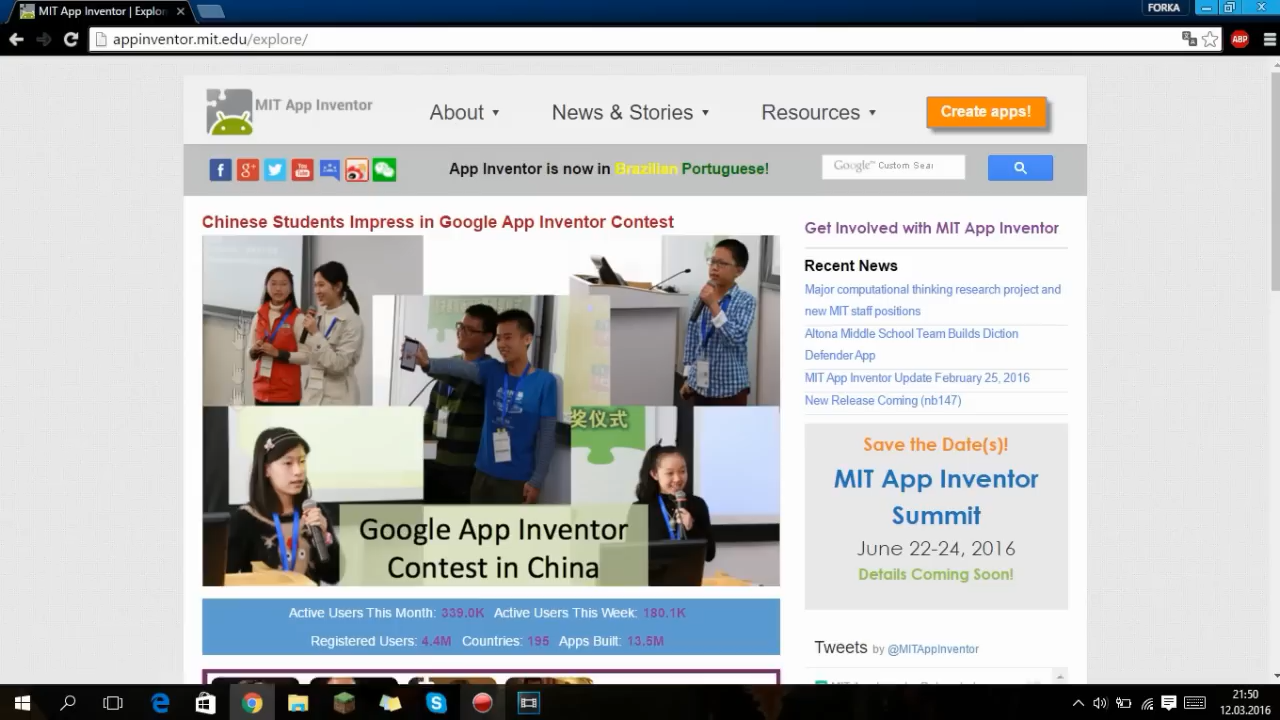 MIT App Inventor | Explor
FORKA
appinventor.mit.edu/explore/
ABP
MIT App Inventor
About
News & Stories
Resources
Create apps!
App Inventor is now in Brazilian Portuguese!
Google™ Custom Sear
Chinese Students Impress in Google App Inventor Contest
奖仪式
Google App Inventor
Contest in China
Active Users This Month: 339.0K Active Users This Week: 180.1K
Registered Users: 4.4M Countries: 195 Apps Built: 13.5M
Get Involved with MIT App Inventor
Recent News
Major computational thinking research project and
new MIT staff positions
Altona Middle School Team Builds Diction
Defender App
MIT App Inventor Update February 25, 2016
New Release Coming (nb147)
Save the Date(s)!
MIT App Inventor
Summit
June 22-24, 2016
Details Coming Soon!
Tweets by @MITAppInventor
21:50
12.03.2016